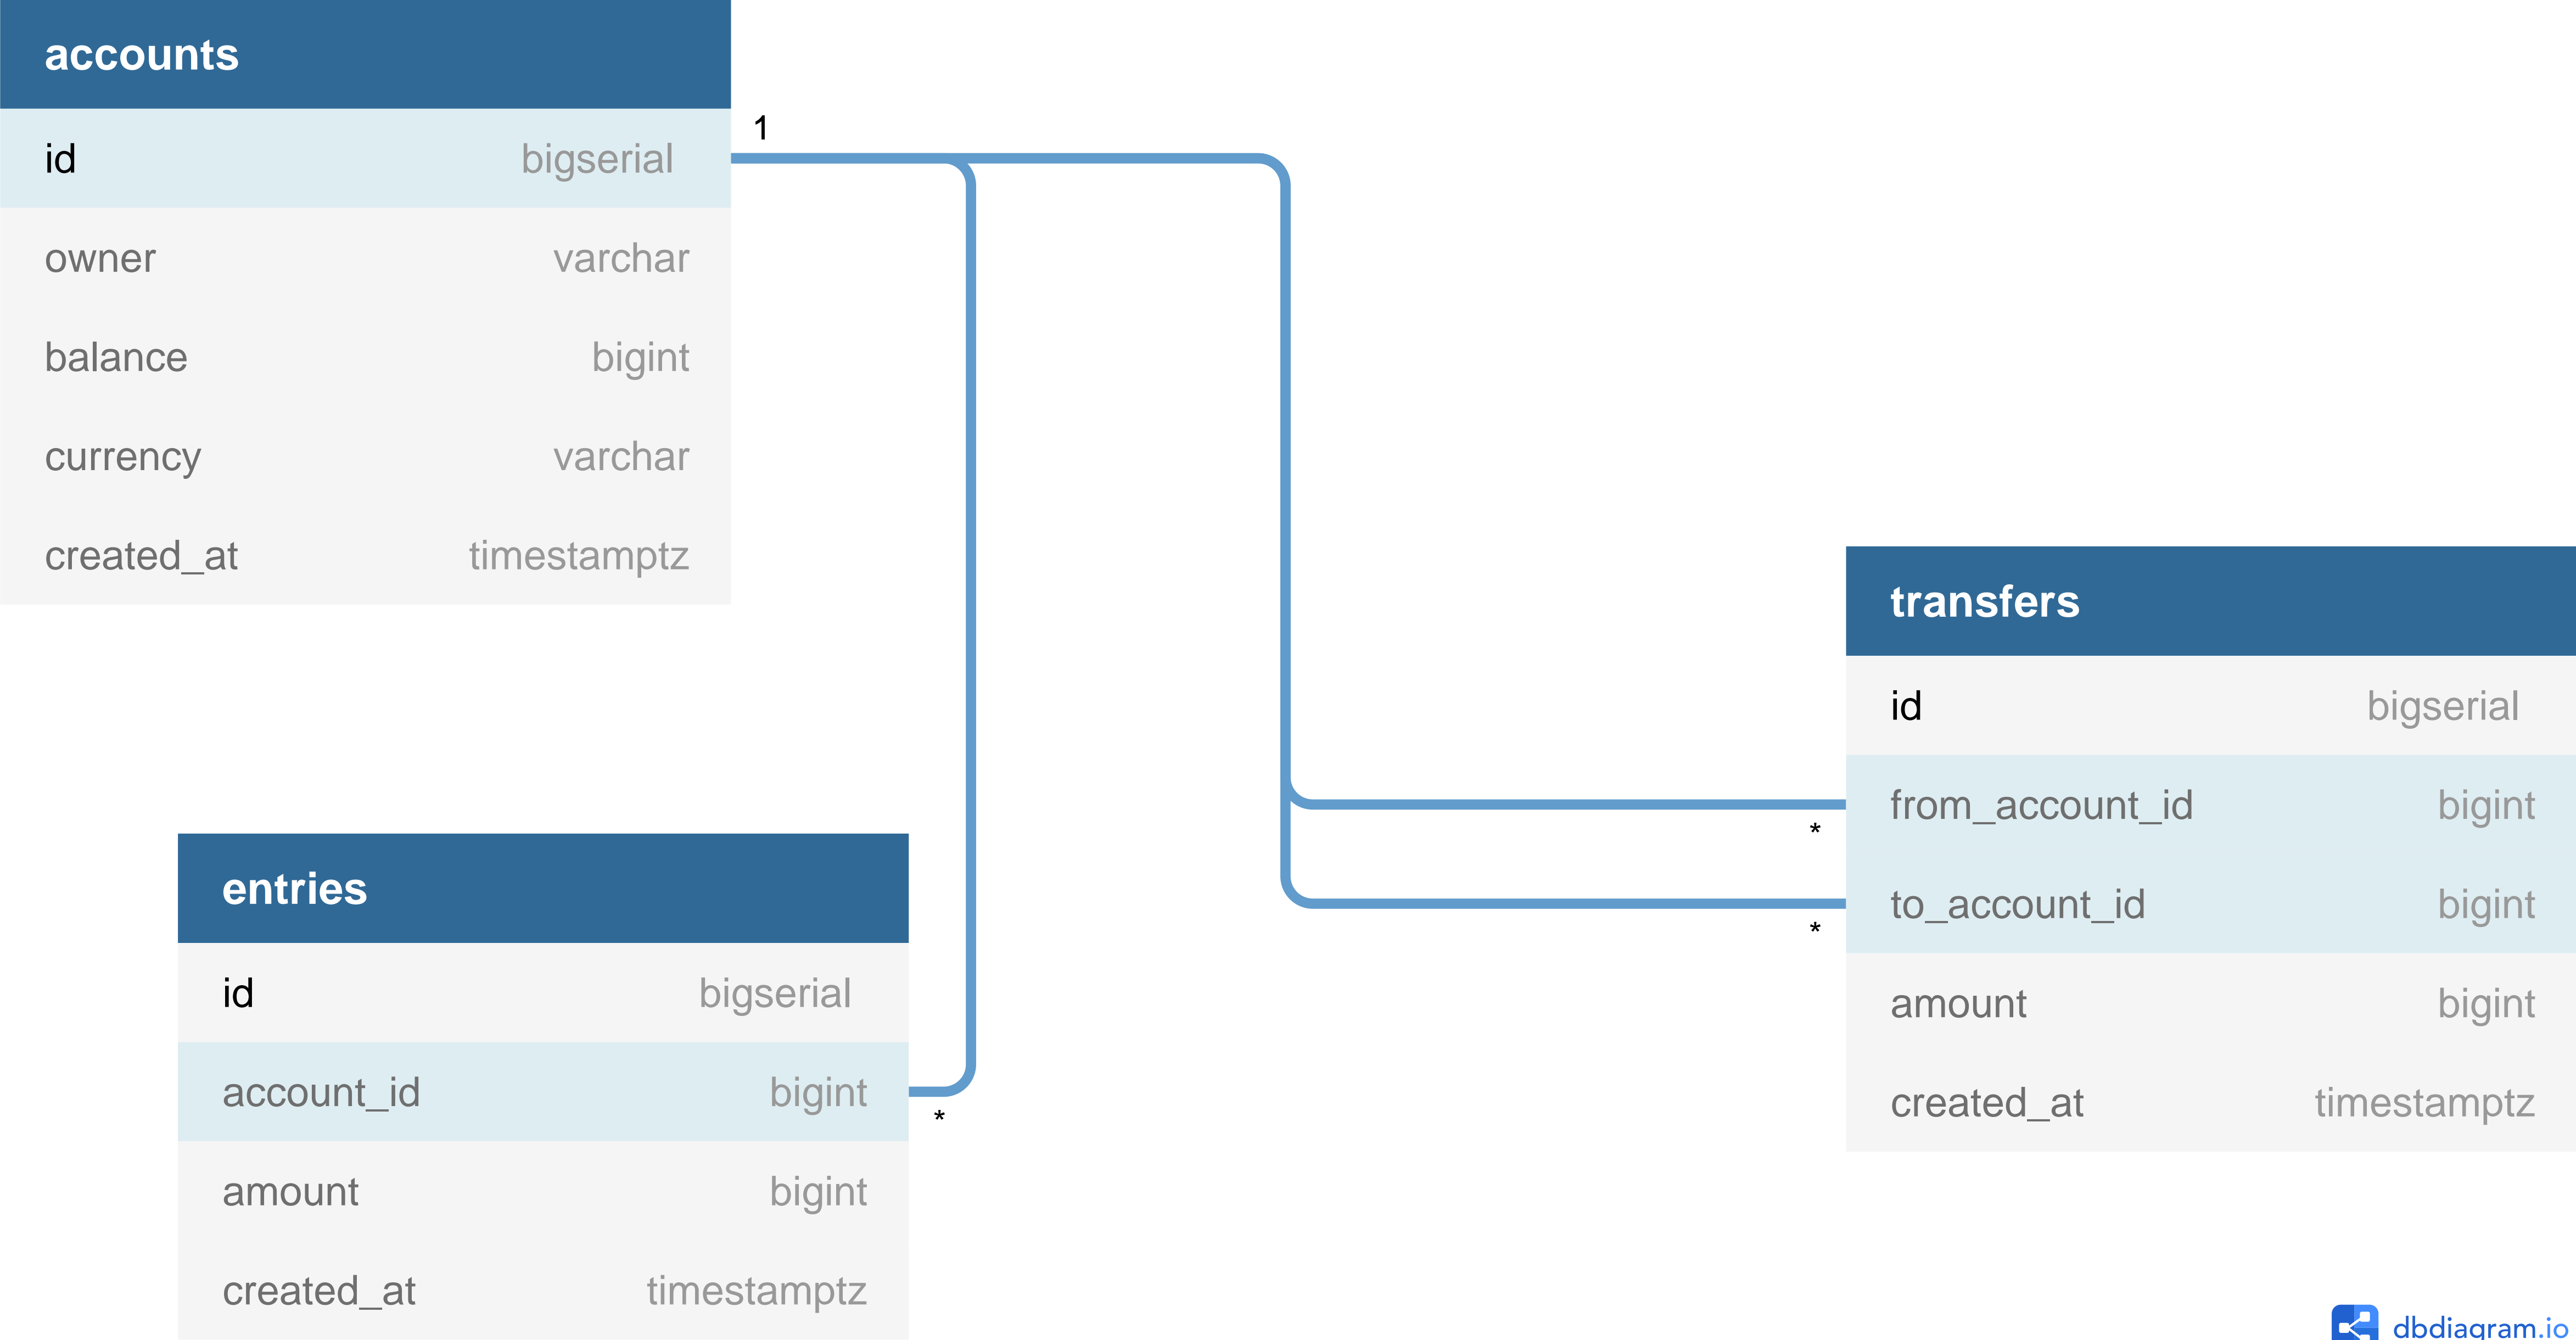 accounts
1
id bigserial
owner varchar
balance bigint
currency varchar
created_at timestamptz
transfers
id bigserial
from_account_id bigint
*
to_account_id bigint
*
amount bigint
created_at timestamptz
entries
id bigserial
account_id bigint
*
amount bigint
created_at timestamptz
dbdiagram.io